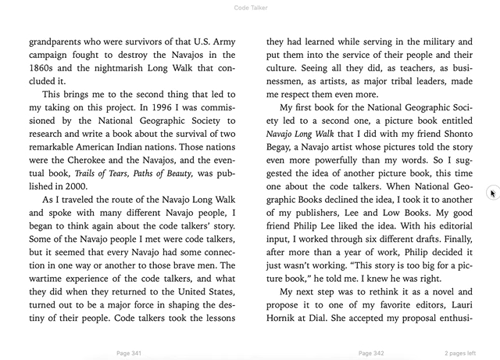 Code Talker
grandparents who were survivors of that U.S. Army
campaign fought to destroy the Navajos in the
1860s and the nightmarish Long Walk that con-
cluded it.
This brings me to the second thing that led to
my taking on this project. In 1996 I was commis-
sioned by the National Geographic Society to
research and write a book about the survival of two
remarkable American Indian nations. Those nations
were the Cherokee and the Navajos, and the even-
tual book, Trails of Tears, Paths of Beauty, was pub-
lished in 2000.
As I traveled the route of the Navajo Long Walk
and spoke with many different Navajo people, I
began to think again about the code talkers' story.
Some of the Navajo people I met were code talkers,
but it seemed that every Navajo had some connec-
tion in one way or another to those brave men. The
wartime experience of the code talkers, and what
they did when they returned to the United States,
turned out to be a major force in shaping the des-
tiny of their people. Code talkers took the lessons
they had learned while serving in the military and
put them into the service of their people and their
culture. Seeing all they did, as teachers, as busi-
nessmen, as artists, as major tribal leaders, made
me respect them even more.
My first book for the National Geographic Soci-
ety led to a second one, a picture book entitled
Navajo Long Walk that I did with my friend Shonto
Begay, a Navajo artist whose pictures told the story
even more powerfully than my words. So I sug-
gested the idea of another picture book, this time
one about the code talkers. When National Geo-
graphic Books declined the idea, I took it to another
of my publishers, Lee and Low Books. My good
friend Philip Lee liked the idea. With his editorial
input, I worked through six different drafts. Finally,
after more than a year of work, Philip decided it
just wasn't working. “This story is too big for a pic-
ture book,” he told me. I knew he was right.
My next step was to rethink it as a novel and
propose it to one of my favorite editors, Lauri
Hornik at Dial. She accepted my proposal enthusi-
Page 341
Page 342
2 pages left